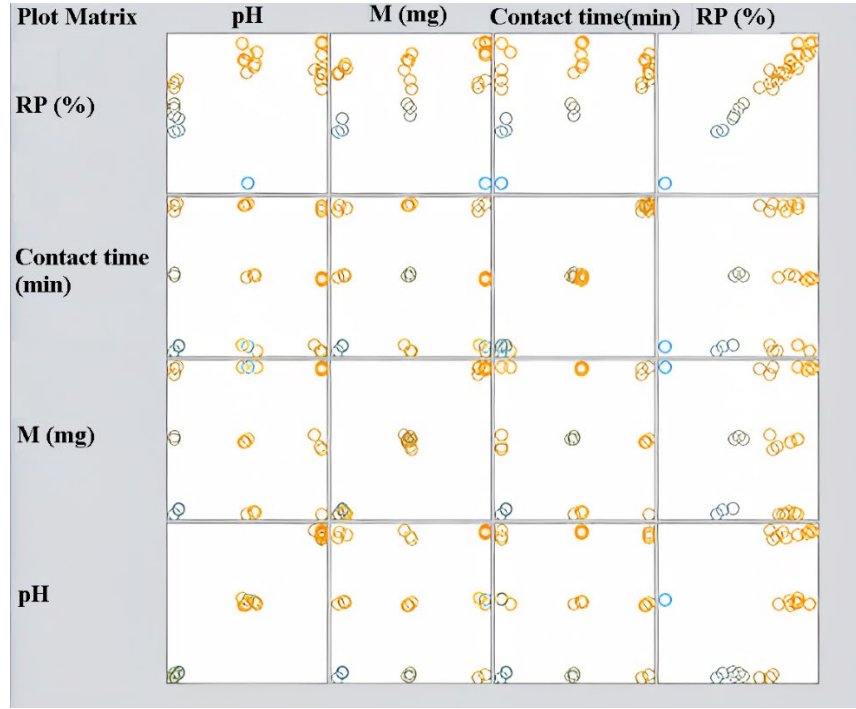 Plot Matrix pH M (mg) Contact time(min) RP (%)
RP (%)
Contact time
(min)
M (mg)
pH